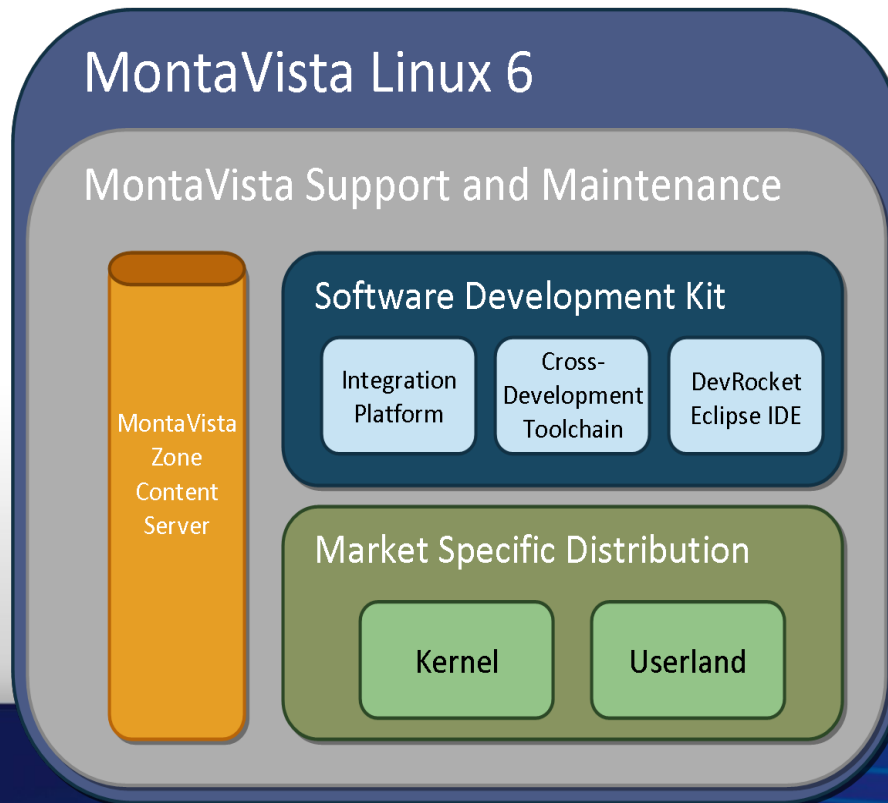 MontaVista Linux 6
MontaVista Support and Maintenance
MontaVista
Zone
Content
Server
Software Development Kit
Integration
Platform
Cross-
Development
Toolchain
DevRocket
Eclipse IDE
Market Specific Distribution
Kernel
Userland